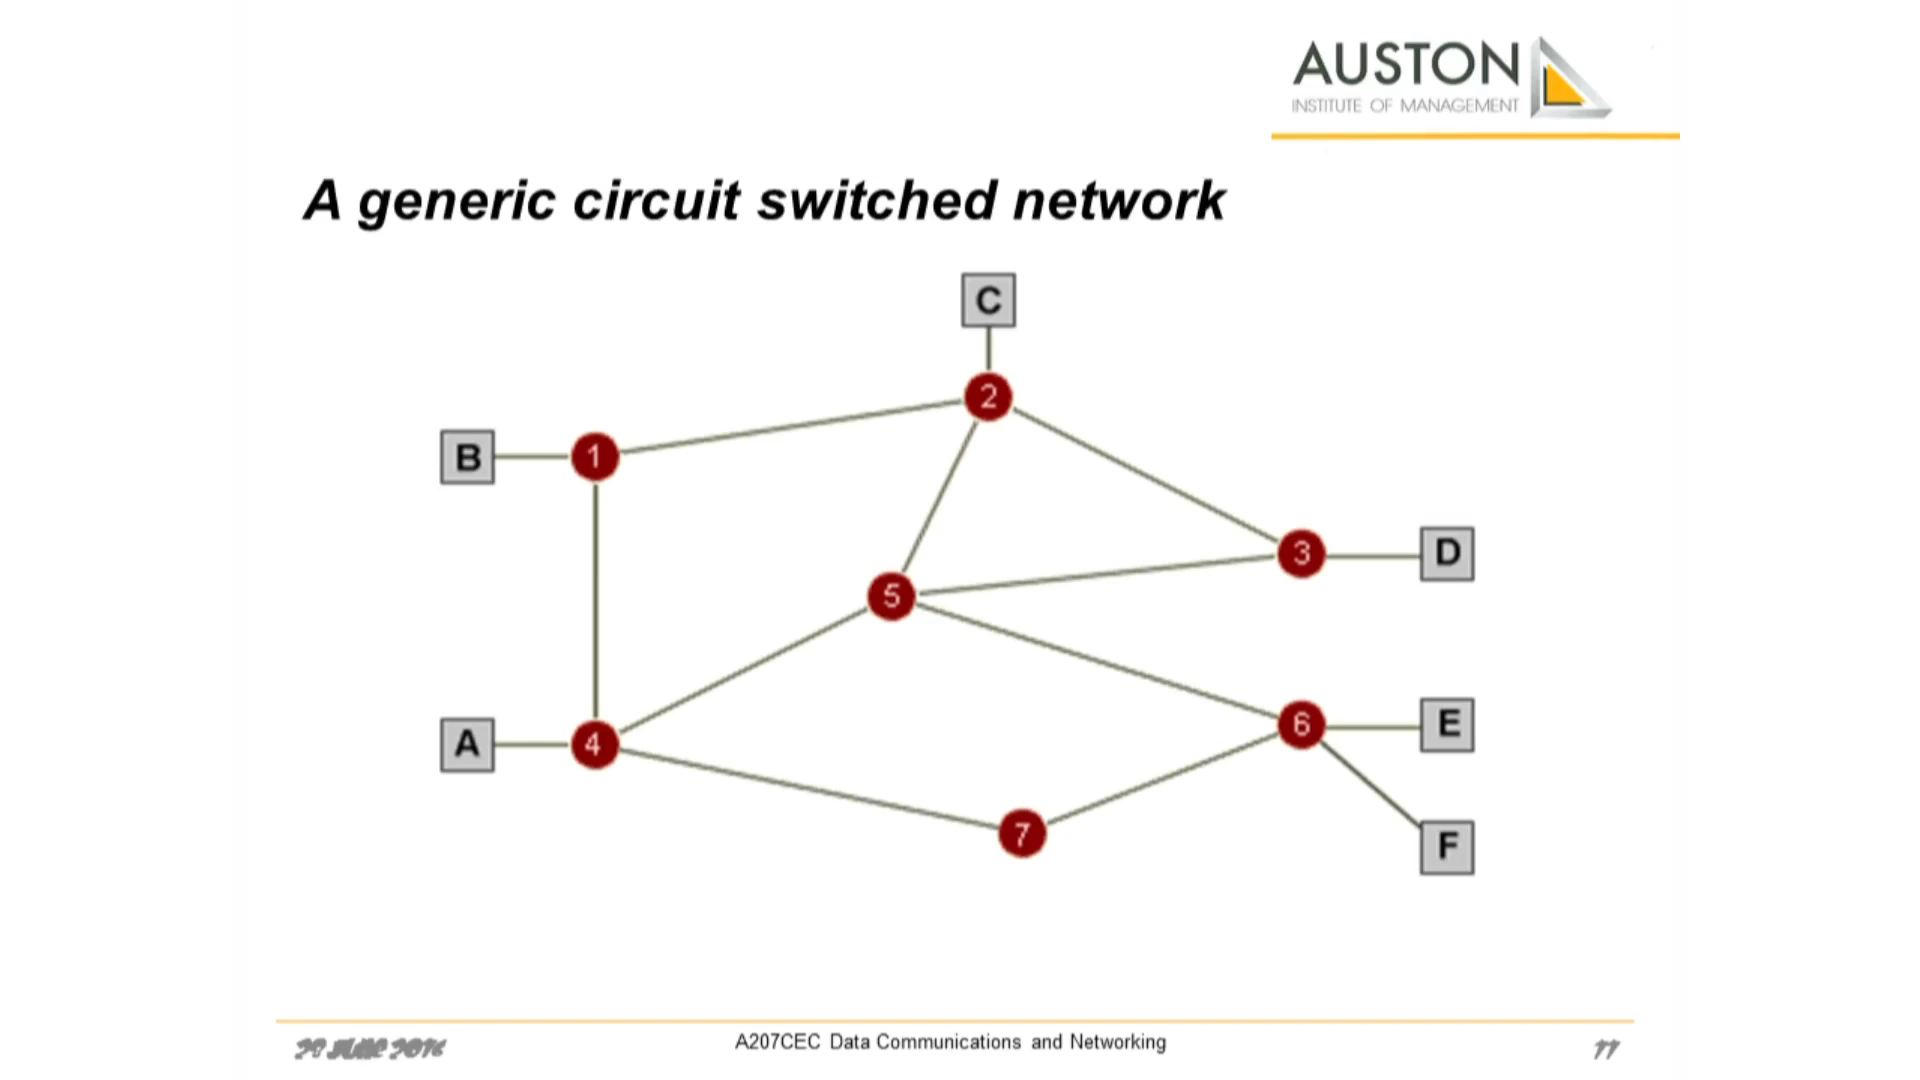 AUSTON
INSTITUTE OF MANAGEMENT
A generic circuit switched network
C
2
B
1
D
3
5
E
6
A
4
F
7
A207CEC Data Communications and Networking